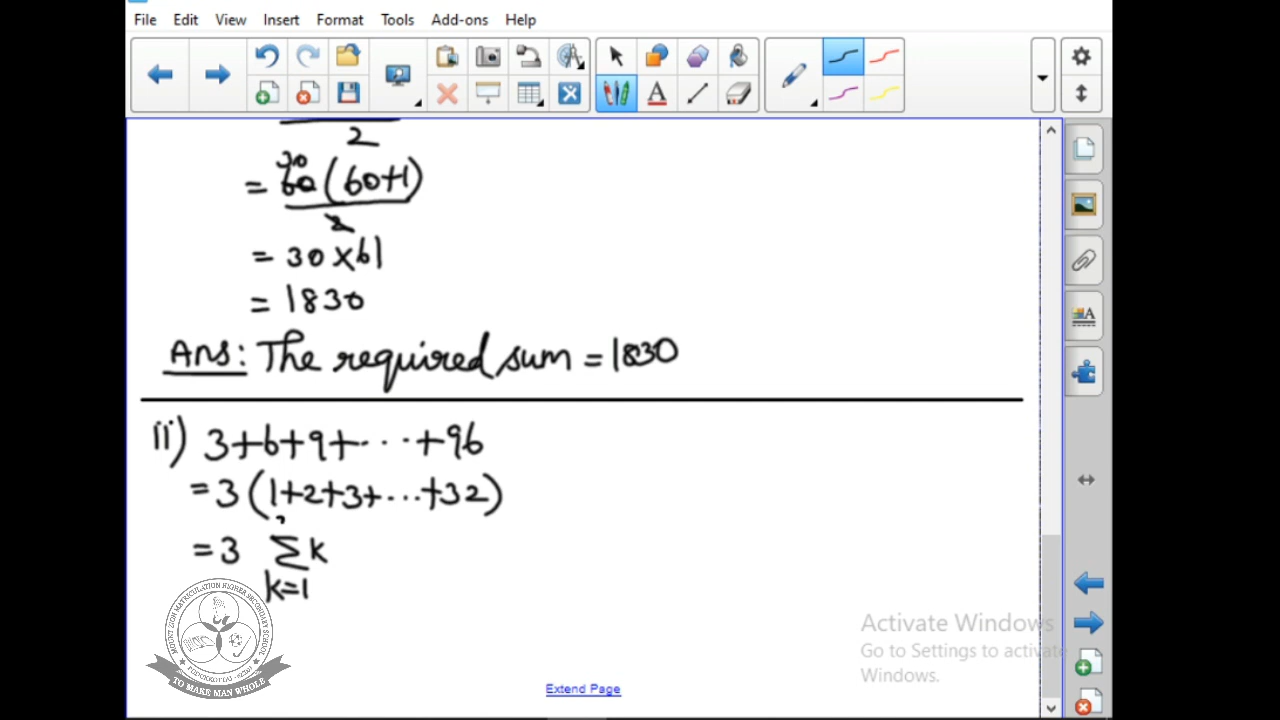 File Edit View Insert Format Tools Add-ons Help
2
30
= 60 (60+1)
2
= 30 × 61
= 1830
Ans: The required sum = 1830
ii) 3+6+9+···+96
= 3 (1+2+3+...+32)
= 3 Σ k
k=1
TO MAKE MAN WHOLE
Activate Windows
Go to Settings to activate
Windows.
Extend Page